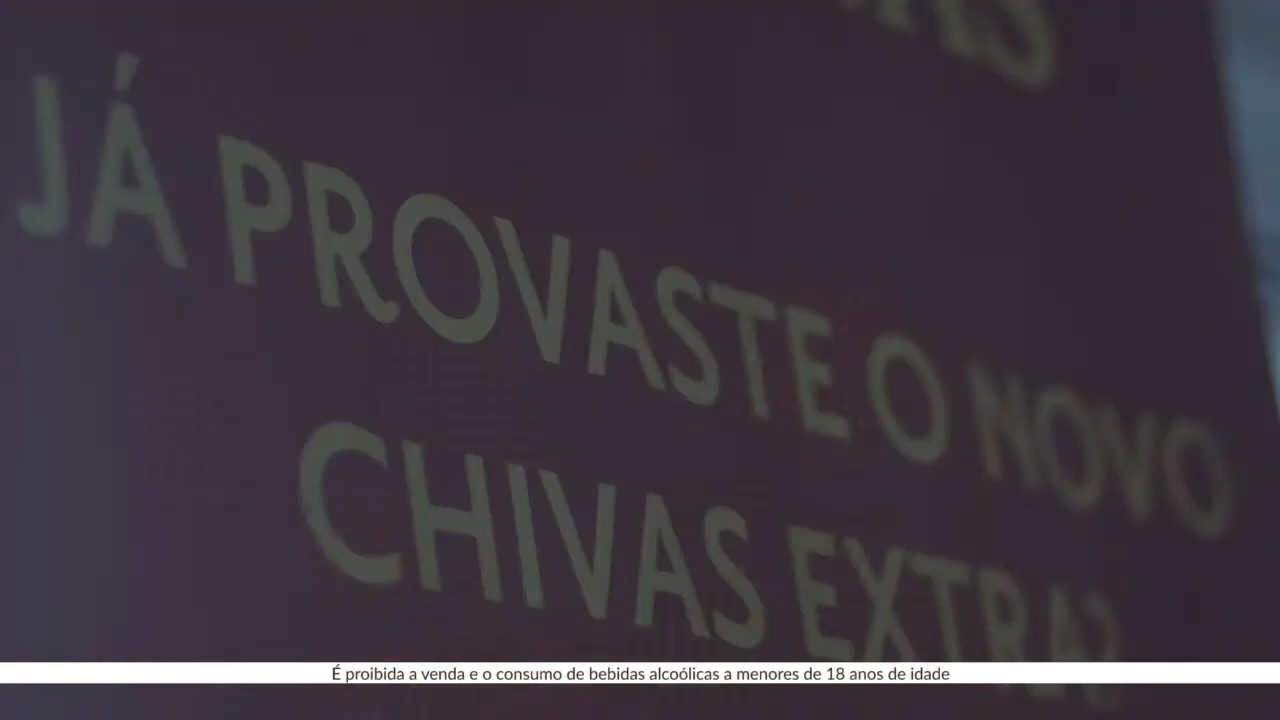 JÁ PROVASTE O NOVO
CHIVAS EXTRA?
É proibida a venda e o consumo de bebidas alcoólicas a menores de 18 anos de idade